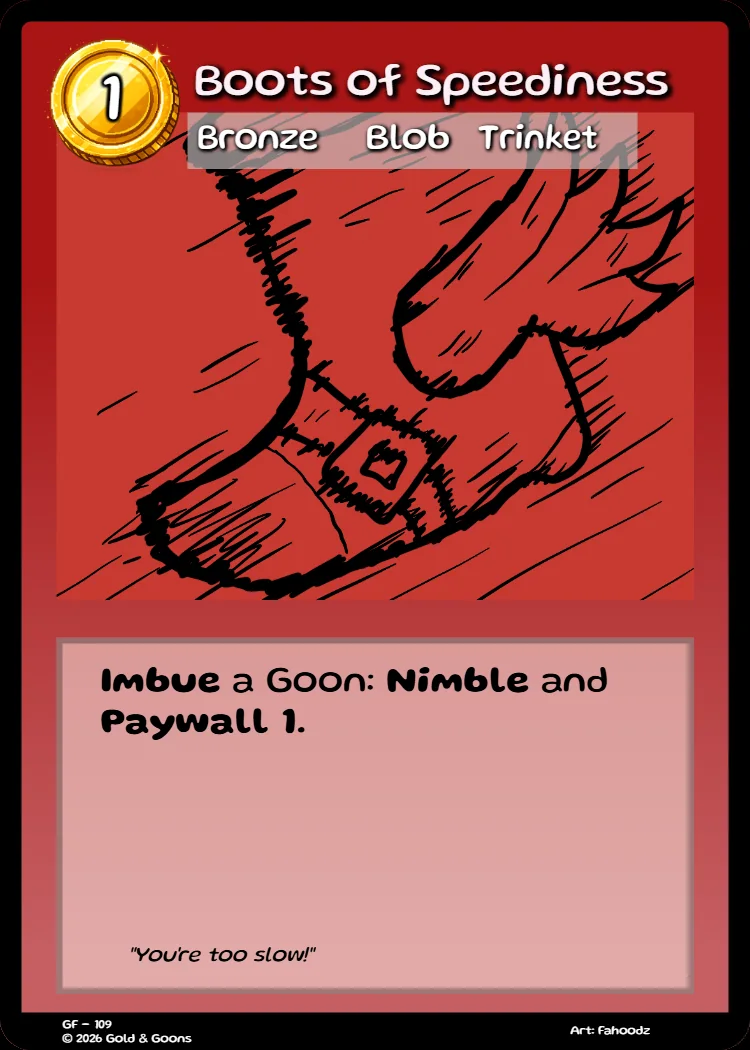 1
Boots of Speediness
Bronze Blob Trinket
Imbue a Goon: Nimble and
Paywall 1.
"You're too slow!"
GF - 109
© 2026 Gold & Goons
Art: Fahoodz